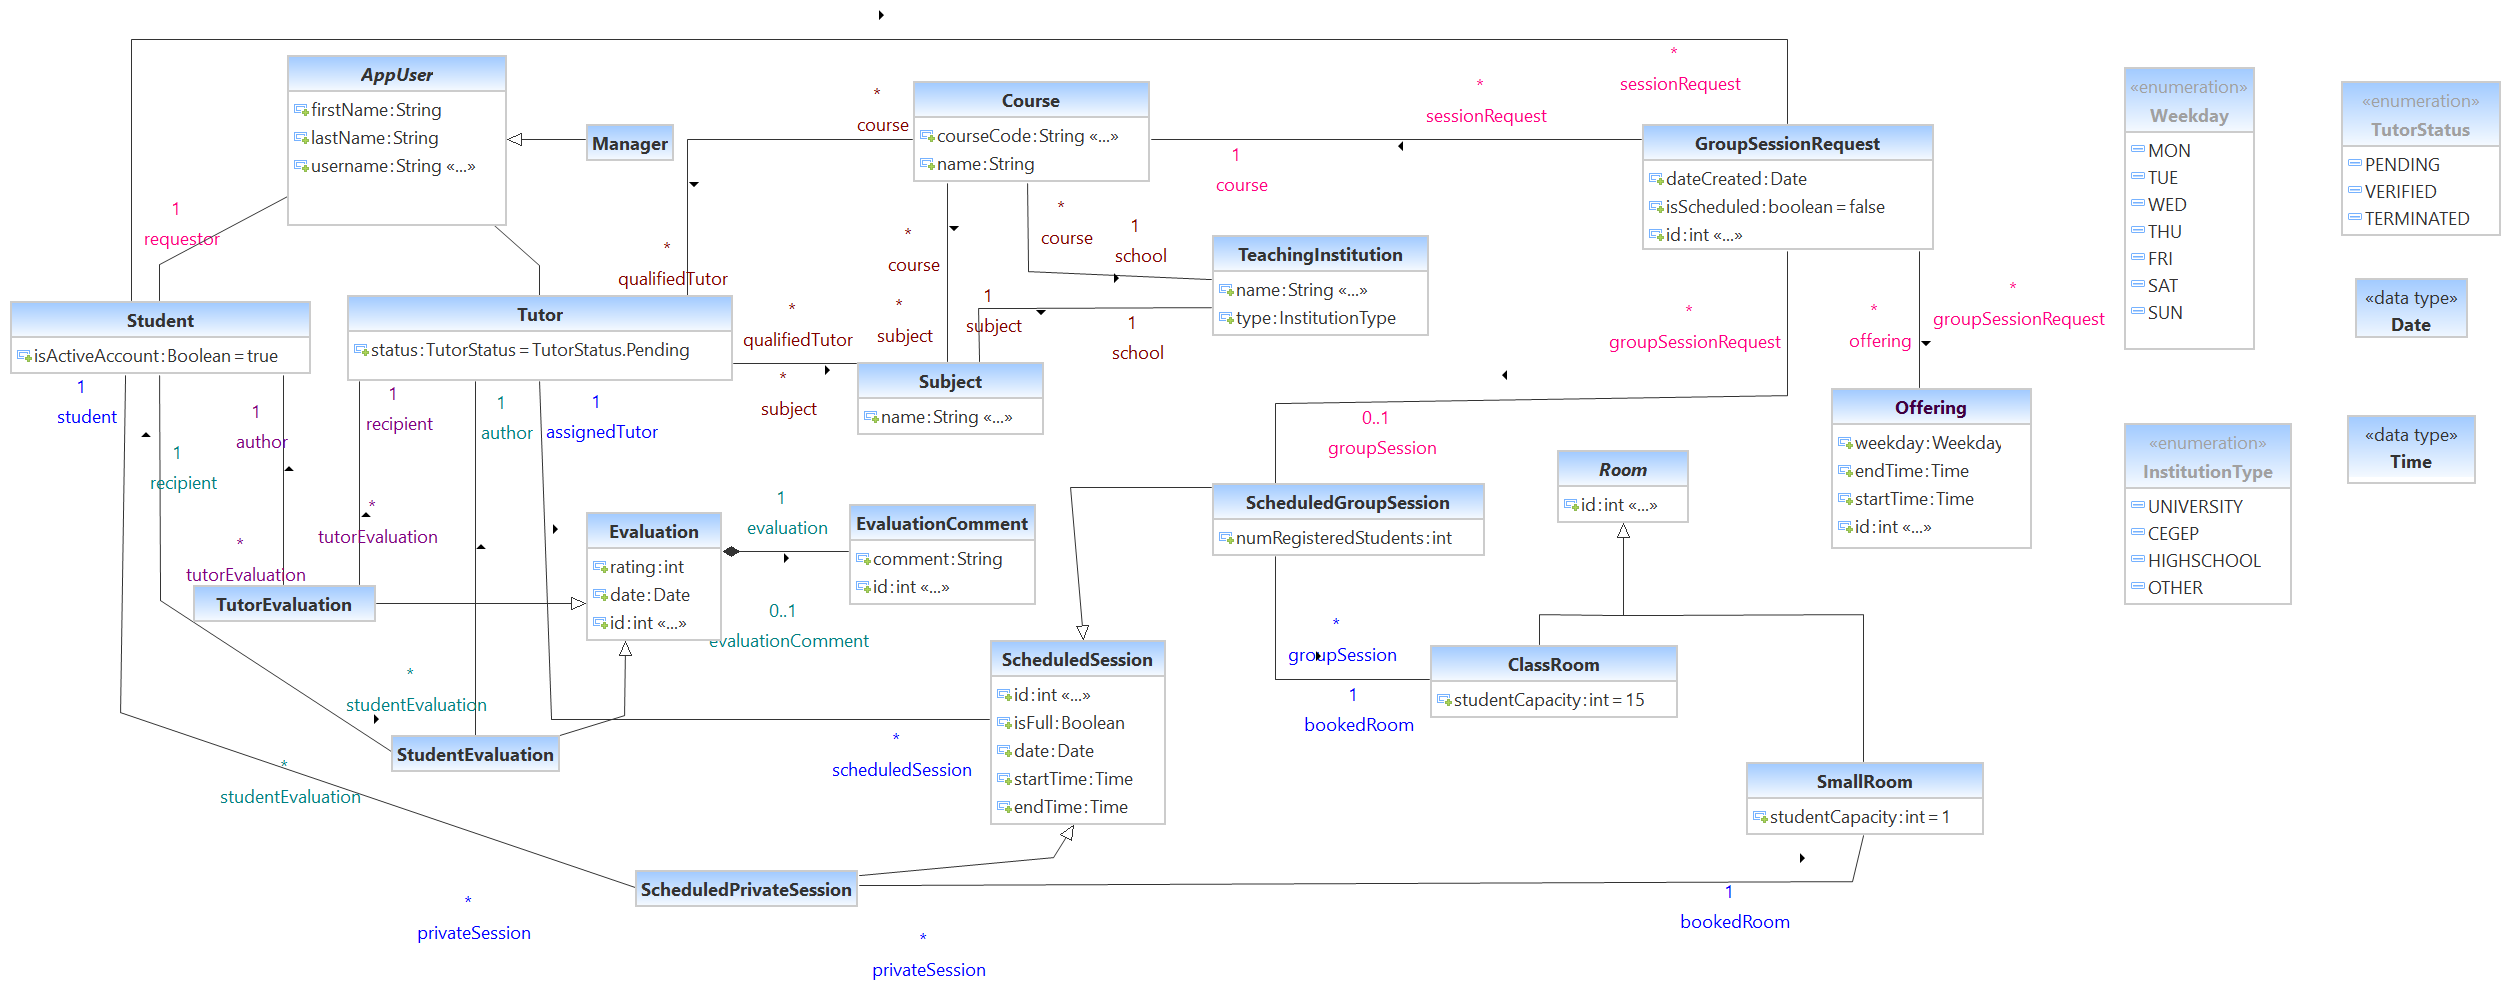 AppUser
firstName:String
lastName:String
username:String «...»
Manager
* course
Course
courseCode:String «...»
name:String
* sessionRequest
* sessionRequest
1 course
GroupSessionRequest
dateCreated:Date
isScheduled:boolean = false
id:int «...»
«enumeration»
Weekday
MON
TUE
WED
THU
FRI
SAT
SUN
«enumeration»
TutorStatus
PENDING
VERIFIED
TERMINATED
«data type»
Date
«data type»
Time
«enumeration»
InstitutionType
UNIVERSITY
CEGEP
HIGHSCHOOL
OTHER
1
requestor
*
qualifiedTutor
*
course
*
course
1
school
TeachingInstitution
name:String «...»
type:InstitutionType
Student
isActiveAccount:Boolean = true
Tutor
status:TutorStatus = TutorStatus.Pending
*
qualifiedTutor
*
subject
1
subject
1
school
*
subject
Subject
name:String «...»
*
groupSessionRequest
*
offering
*
groupSessionRequest
Offering
weekday:Weekday
endTime:Time
startTime:Time
id:int «...»
1
student
1
recipient
1
author
1
recipient
1
author
1
assignedTutor
0..1
groupSession
Room
id:int «...»
ScheduledGroupSession
numRegisteredStudents:int
*
tutorEvaluation
*
tutorEvaluation
TutorEvaluation
Evaluation
rating:int
date:Date
id:int «...»
1
evaluation
EvaluationComment
comment:String
id:int «...»
0..1
evaluationComment
ScheduledSession
id:int «...»
isFull:Boolean
date:Date
startTime:Time
endTime:Time
*
groupSession
1
bookedRoom
ClassRoom
studentCapacity:int = 15
*
studentEvaluation
StudentEvaluation
*
studentEvaluation
*
scheduledSession
SmallRoom
studentCapacity:int = 1
ScheduledPrivateSession
*
privateSession
*
privateSession
1
bookedRoom